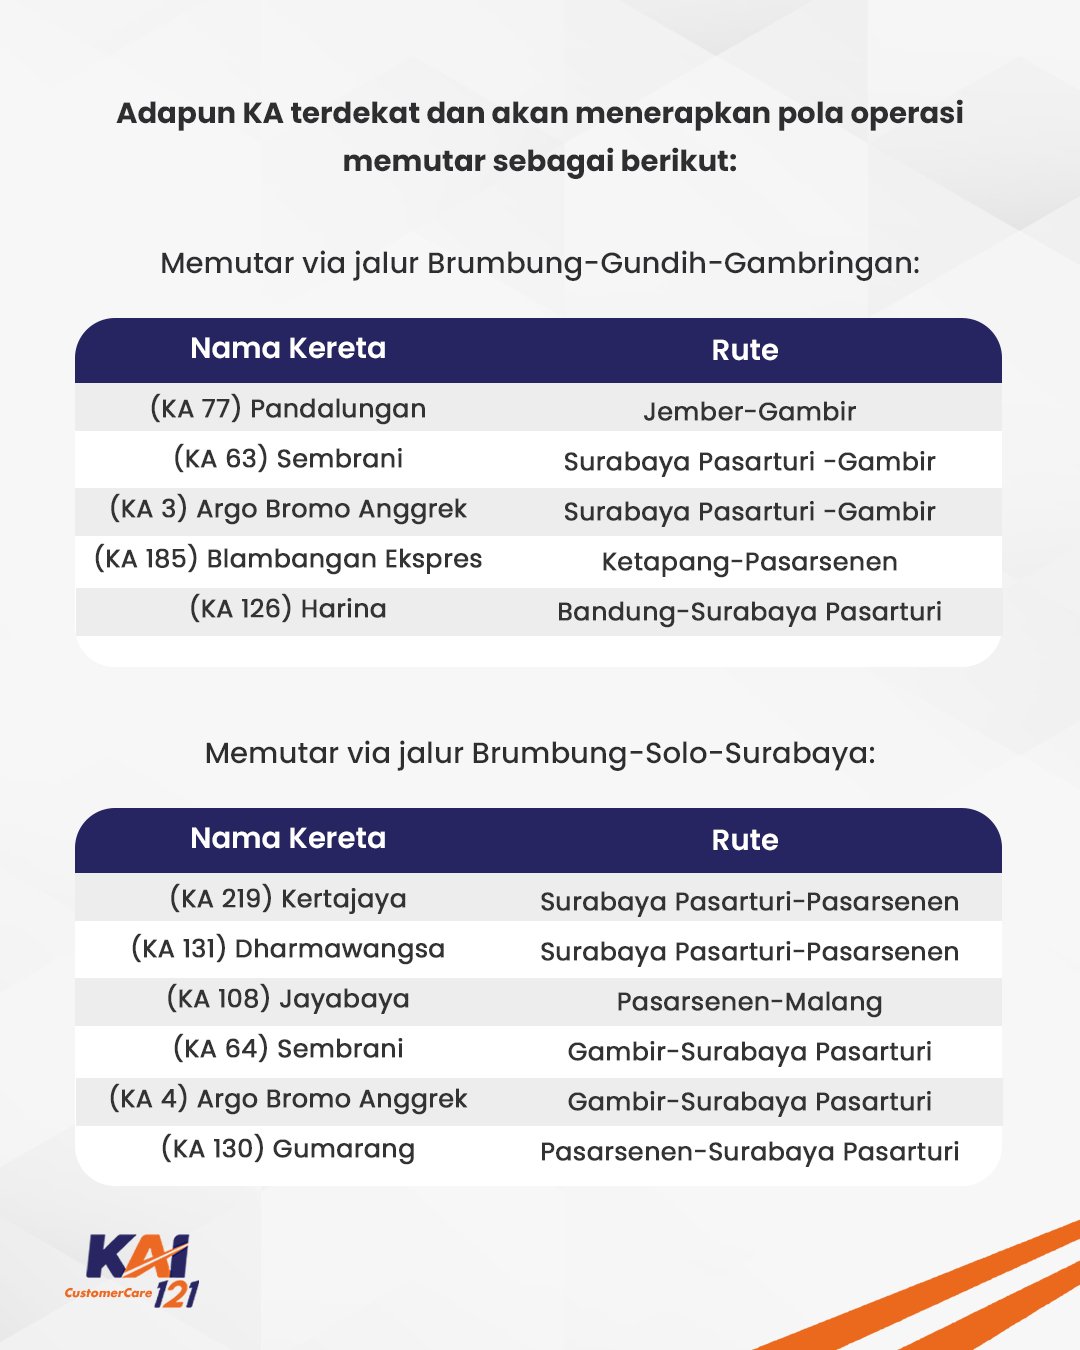 Adapun KA terdekat dan akan menerapkan pola operasi
memutar sebagai berikut:
Memutar via jalur Brumbung-Gundih-Gambringan:
Nama Kereta Rute
(KA 77) Pandalungan Jember-Gambir
(KA 63) Sembrani Surabaya Pasarturi -Gambir
(KA 3) Argo Bromo Anggrek Surabaya Pasarturi -Gambir
(KA 185) Blambangan Ekspres Ketapang-Pasarsenen
(KA 126) Harina Bandung-Surabaya Pasarturi
Memutar via jalur Brumbung-Solo-Surabaya:
Nama Kereta Rute
(KA 219) Kertajaya Surabaya Pasarturi-Pasarsenen
(KA 131) Dharmawangsa Surabaya Pasarturi-Pasarsenen
(KA 108) Jayabaya Pasarsenen-Malang
(KA 64) Sembrani Gambir-Surabaya Pasarturi
(KA 4) Argo Bromo Anggrek Gambir-Surabaya Pasarturi
(KA 130) Gumarang Pasarsenen-Surabaya Pasarturi
KAI
CustomerCare 121